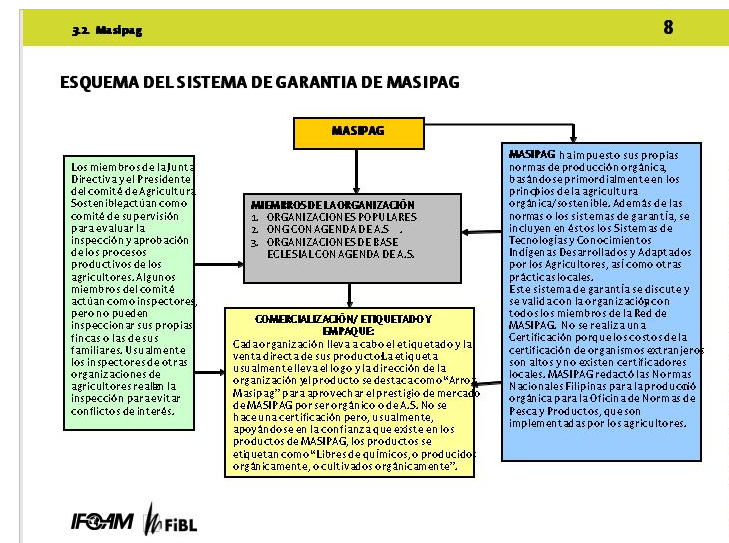 3.2. Masipag
8
ESQUEMA DEL SISTEMA DE GARANTIA DE MASIPAG
MASIPAG
Los miembros de la Junta
Directiva y el Presidente
del comité de Agricultura
Sostenible actúan como
comité de supervisión
para evaluar la
inspección y aprobación
de los procesos
productivos de los
agricultores. Algunos
miembros del comité
actúan como inspectores,
pero no pueden
inspeccionar sus propias
fincas o las de sus
familiares. Usualmente
los inspectores de otras
organizaciones de
agricultores realizan la
inspección para evitar
conflictos de interés.
MIEMBROS DE LA ORGANIZACIÓN
1. ORGANIZACIONES POPULARES
2. ONG CON AGENDA DE A.S .
3. ORGANIZACIONES DE BASE
ECLESIAL CON AGENDA DE A.S.
COMERCIALIZACIÓN/ ETIQUETADO Y
EMPAQUE:
Cada organización lleva a cabo el etiquetado y la
venta directa de sus productos. La etiqueta
usualmente lleva el logo y la dirección de la
organización y el producto se destaca como “Arroz
Masipag” para aprovechar el prestigio de mercado
de MASIPAG por ser orgánico o de A.S. No se
hace una certificación pero, usualmente,
apoyándose en la confianza que existe en los
productos de MASIPAG, los productos se
etiquetan como “Libres de químicos, o producidos
orgánicamente, o cultivados orgánicamente”.
MASIPAG ha impuesto sus propias
normas de producción orgánica,
basándose primordialmente en los
principios de la agricultura
orgánica/sostenible. Además de las
normas o los sistemas de garantía, se
incluyen en éstos los Sistemas de
Tecnologías y Conocimientos
Indígenas Desarrollados y Adaptados
por los Agricultores, así como otras
prácticas locales.
Este sistema de garantía se discute y
se valida con la organización con
todos los miembros de la Red de
MASIPAG. No se realiza una
Certificación porque los costos de la
certificación de organismos extranjeros
son altos y no existen certificadores
locales. MASIPAG redactó las Normas
Nacionales Filipinas para la producción
orgánica para la Oficina de Normas de
Pesca y Productos, que son
implementadas por los agricultores.
IFOAM FiBL